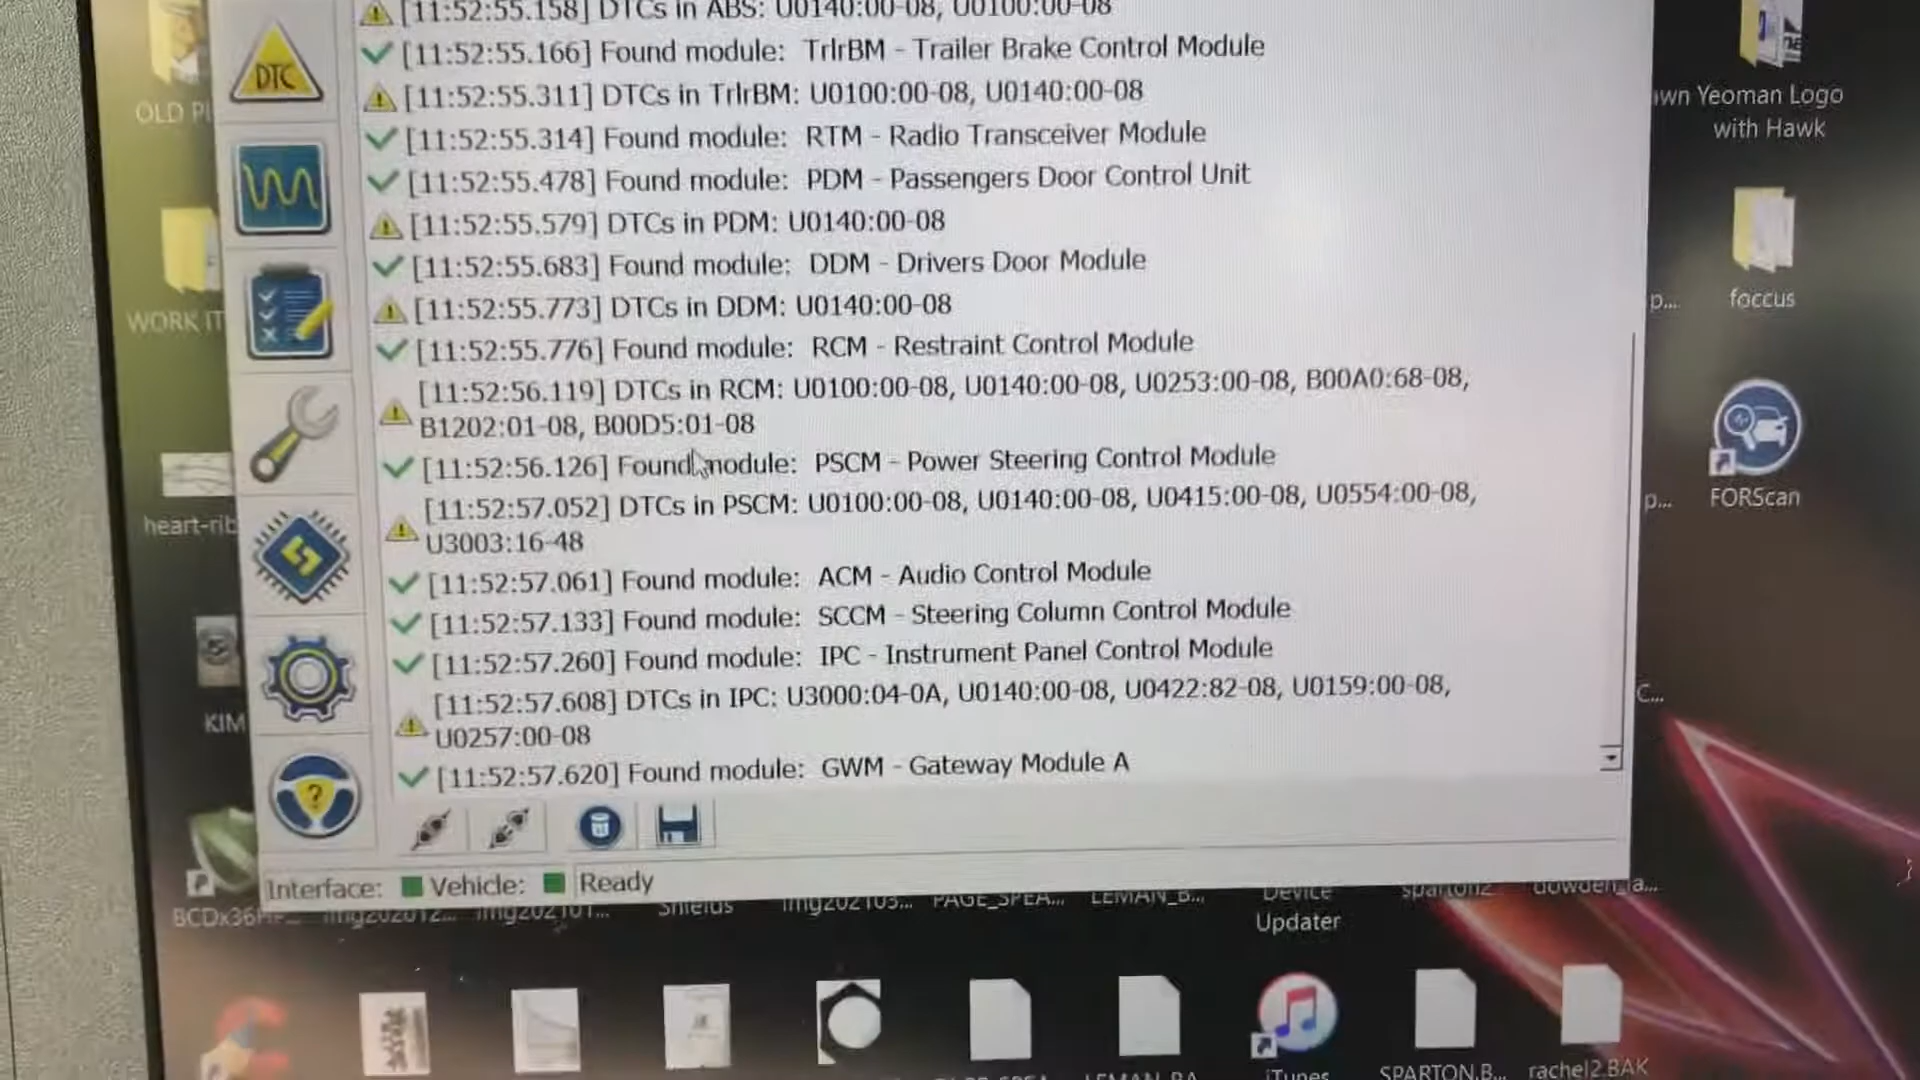 [11:52:55.158] DTCs in ABS: U0140:00-08, U0100:00-08
[11:52:55.166] Found module: TrlrBM - Trailer Brake Control Module
[11:52:55.311] DTCs in TrlrBM: U0100:00-08, U0140:00-08
[11:52:55.314] Found module: RTM - Radio Transceiver Module
[11:52:55.478] Found module: PDM - Passengers Door Control Unit
[11:52:55.579] DTCs in PDM: U0140:00-08
[11:52:55.683] Found module: DDM - Drivers Door Module
[11:52:55.773] DTCs in DDM: U0140:00-08
[11:52:55.776] Found module: RCM - Restraint Control Module
[11:52:56.119] DTCs in RCM: U0100:00-08, U0140:00-08, U0253:00-08, B00A0:68-08,
B1202:01-08, B00D5:01-08
[11:52:56.126] Found module: PSCM - Power Steering Control Module
[11:52:57.052] DTCs in PSCM: U0100:00-08, U0140:00-08, U0415:00-08, U0554:00-08,
U3003:16-48
[11:52:57.061] Found module: ACM - Audio Control Module
[11:52:57.133] Found module: SCCM - Steering Column Control Module
[11:52:57.260] Found module: IPC - Instrument Panel Control Module
[11:52:57.608] DTCs in IPC: U3000:04-0A, U0140:00-08, U0422:82-08, U0159:00-08,
U0257:00-08
[11:52:57.620] Found module: GWM - Gateway Module A
Interface: Vehicle: Ready
DTC
?
OLD
WORK IT
heart-rib
KIM
Yeoman Logo
with Hawk
foccus
p...
FORScan
p...
C...
Shields
PAGE_SPEA...
LEMAN_B...
Device
Updater
iTunes
SPARTON.B...
rachel2.BAK